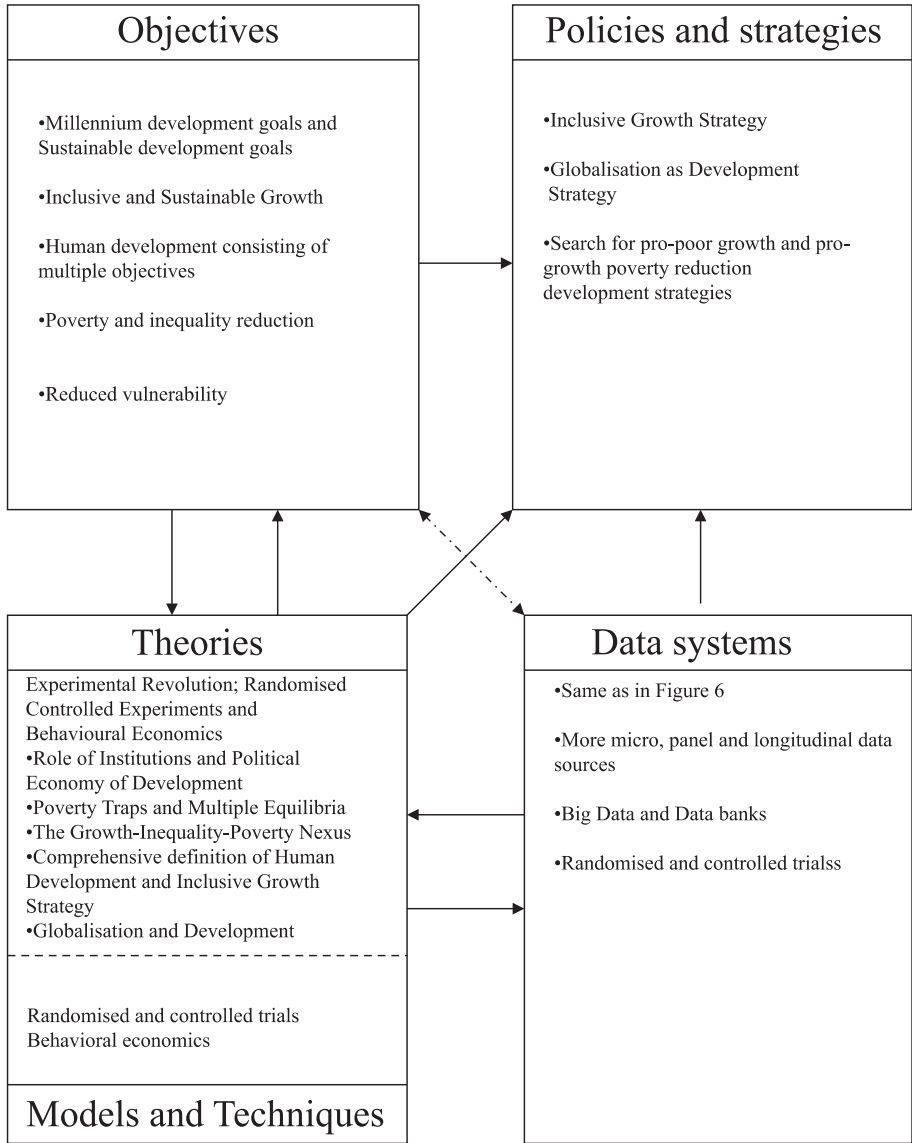 Objectives
•Millennium development goals and
Sustainable development goals
•Inclusive and Sustainable Growth
•Human development consisting of
multiple objectives
•Poverty and inequality reduction
•Reduced vulnerability
Policies and strategies
•Inclusive Growth Strategy
•Globalisation as Development
Strategy
•Search for pro-poor growth and pro-
growth poverty reduction
development strategies
Theories
Experimental Revolution; Randomised
Controlled Experiments and
Behavioural Economics
•Role of Institutions and Political
Economy of Development
•Poverty Traps and Multiple Equilibria
•The Growth-Inequality-Poverty Nexus
•Comprehensive definition of Human
Development and Inclusive Growth
Strategy
•Globalisation and Development
Randomised and controlled trials
Behavioral economics
Models and Techniques
Data systems
•Same as in Figure 6
•More micro, panel and longitudinal data
sources
•Big Data and Data banks
•Randomised and controlled trialss